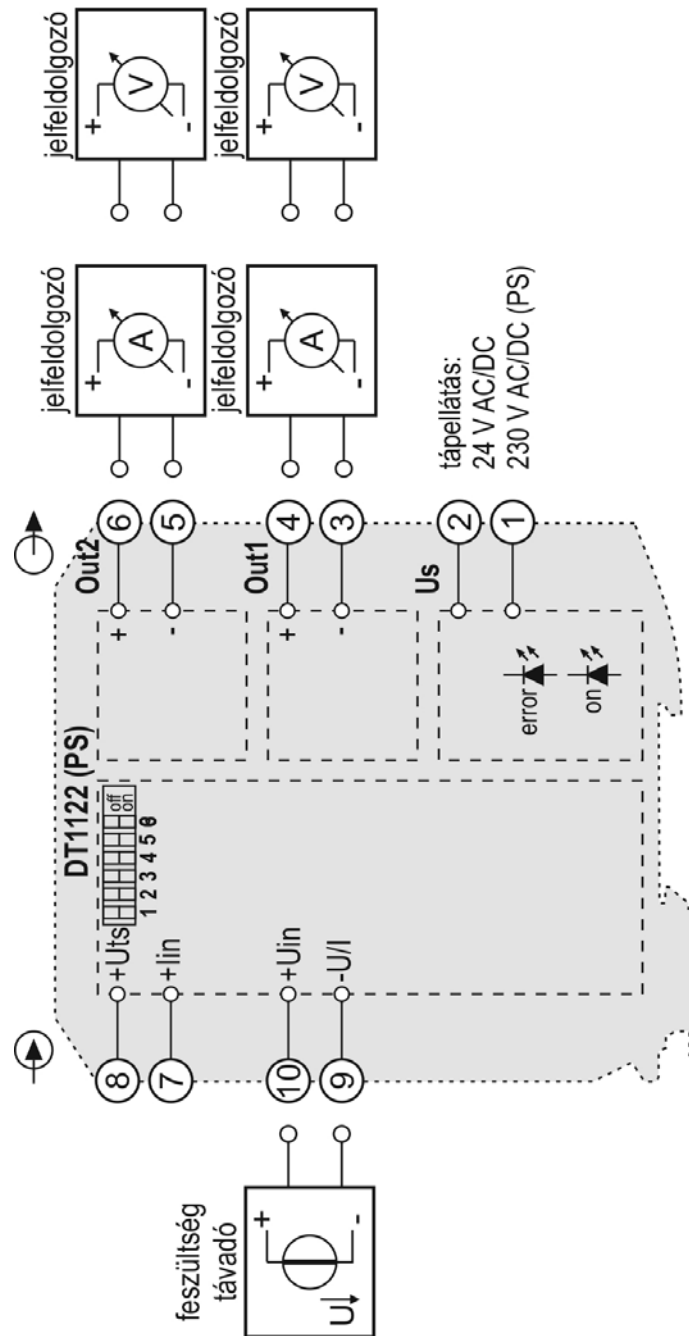 DT1122 (PS)
feszültség
távadó
U
+
-
8
7
10
9
+Uts
+Iin
+Uin
-U/I
off
on
1 2 3 4 5 6
error
on
Out2
+
-
6
5
Out1
+
-
4
3
Us
2
1
tápellátás:
24 V AC/DC
230 V AC/DC (PS)
jelfeldolgozó
+
A
-
jelfeldolgozó
+
A
-
jelfeldolgozó
+
V
-
jelfeldolgozó
+
V
-